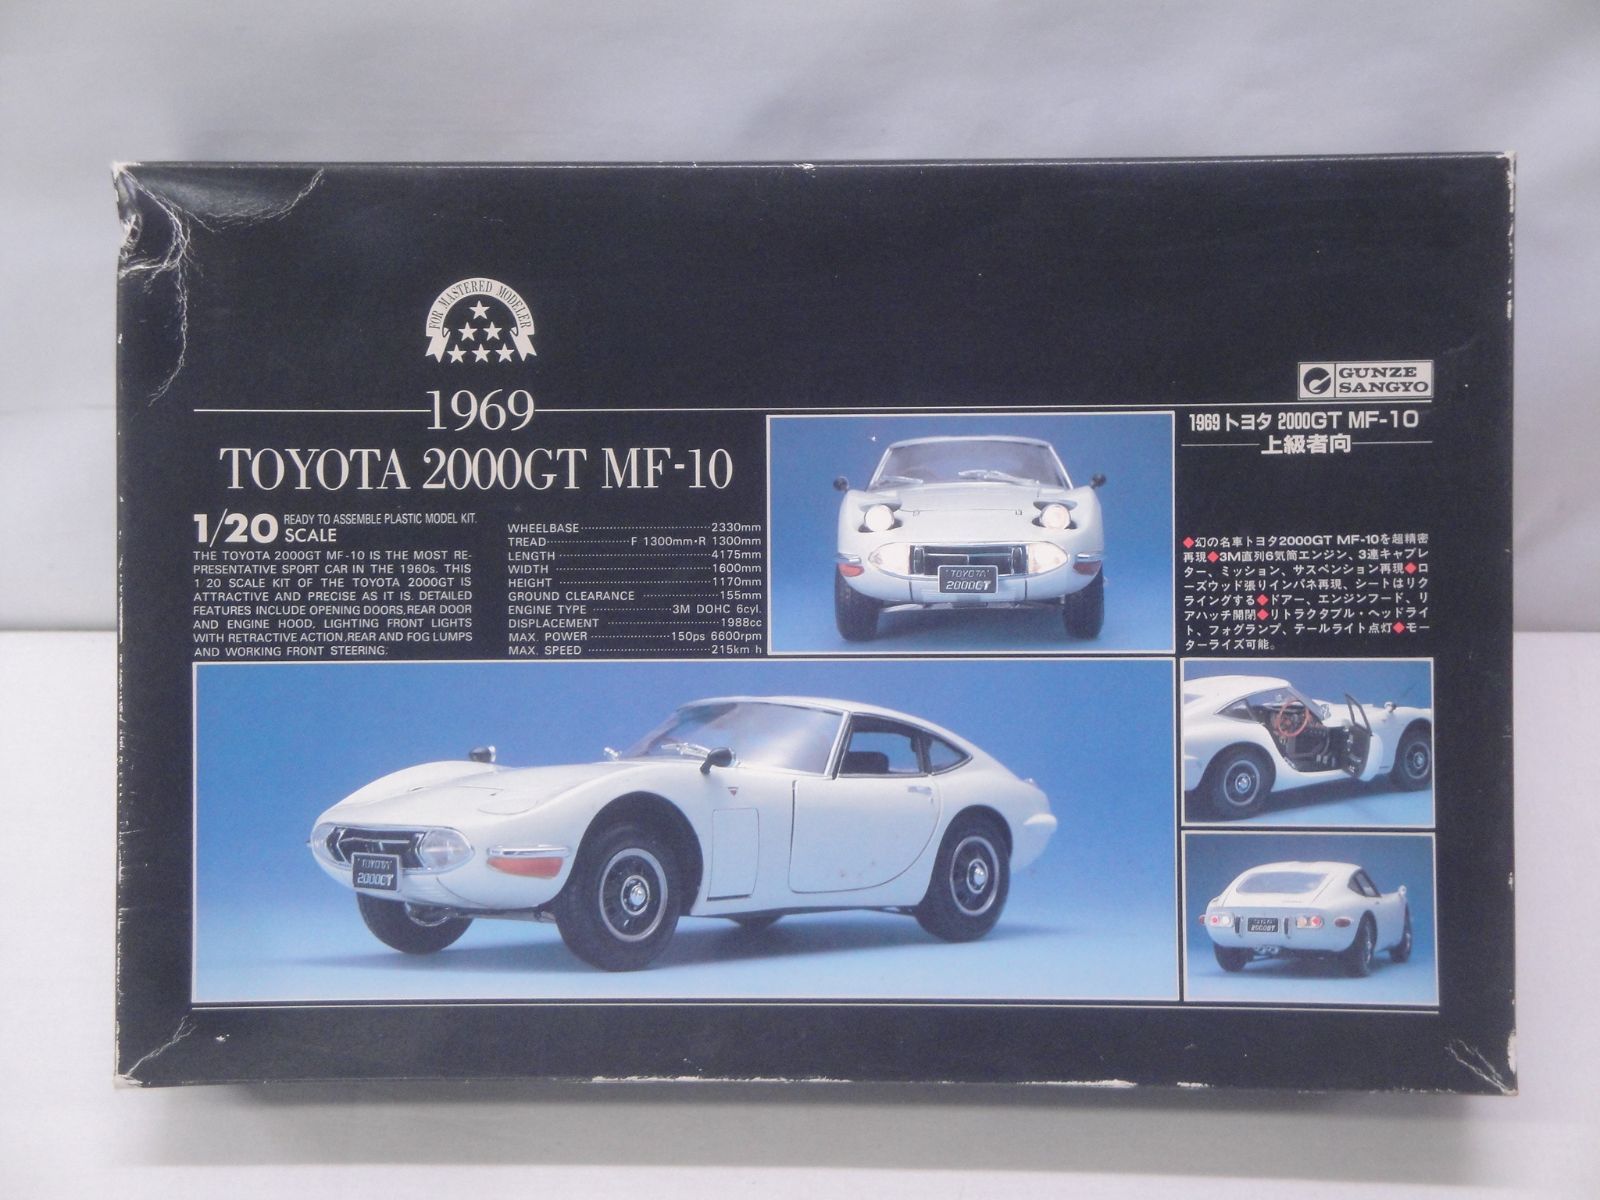 FOR MASTERED MODELER
1969
TOYOTA 2000GT MF-10
1/20 READY TO ASSEMBLE PLASTIC MODEL KIT.
SCALE
THE TOYOTA 2000GT MF-10 IS THE MOST RE-
PRESENTATIVE SPORT CAR IN THE 1960s. THIS
1 20 SCALE KIT OF THE TOYOTA 2000GT IS
ATTRACTIVE AND PRECISE AS IT IS. DETAILED
FEATURES INCLUDE OPENING DOORS, REAR DOOR
AND ENGINE HOOD, LIGHTING FRONT LIGHTS
WITH RETRACTIVE ACTION, REAR AND FOG LUMPS
AND WORKING FRONT STEERING.
WHEELBASE 2330mm
TREAD F 1300mm・R 1300mm
LENGTH 4175mm
WIDTH 1600mm
HEIGHT 1170mm
GROUND CLEARANCE 155mm
ENGINE TYPE 3M DOHC 6cyl.
DISPLACEMENT 1988cc
MAX. POWER 150ps 6600rpm
MAX. SPEED 215km h
TOYOTA
2000GT
GUNZE
SANGYO
1969 トヨタ 2000GT MF-10
上級者向
◆幻の名車トヨタ2000GT MF-10を超精密
再現◆3M直列6気筒エンジン、3連キャブレ
ター、ミッション、サスペンション再現◆ロ
ーズウッド張りインパネ再現、シートはリク
ライニングする◆ドアー、エンジンフード、リ
アハッチ開閉◆リトラクタブル・ヘッドライ
ト、フォグランプ、テールライト点灯◆モー
ターライズ可能。
TOYOTA
2000GT
2000GT